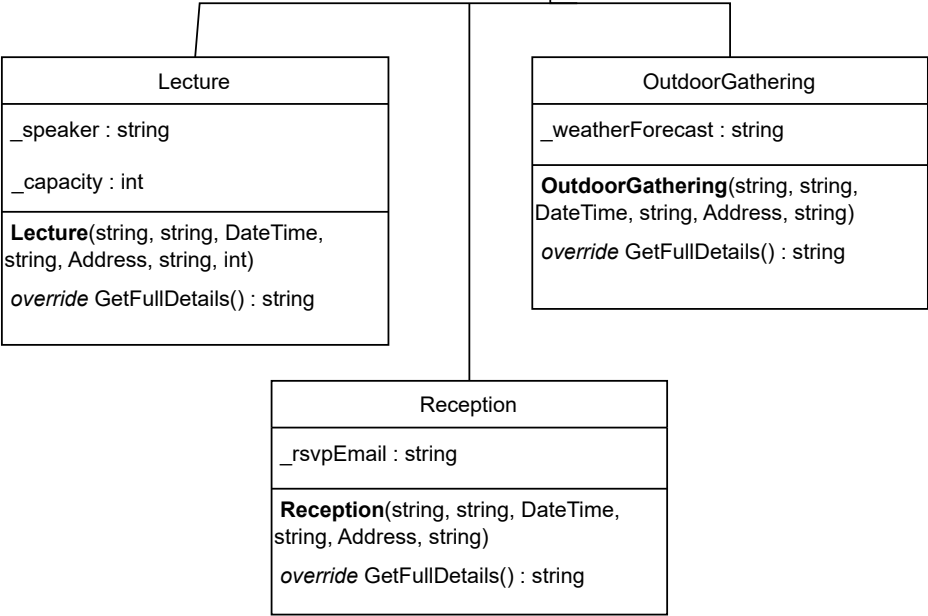 Lecture
_speaker : string
_capacity : int
Lecture(string, string, DateTime,
string, Address, string, int)
override GetFullDetails() : string
OutdoorGathering
_weatherForecast : string
OutdoorGathering(string, string,
DateTime, string, Address, string)
override GetFullDetails() : string
Reception
_rsvpEmail : string
Reception(string, string, DateTime,
string, Address, string)
override GetFullDetails() : string